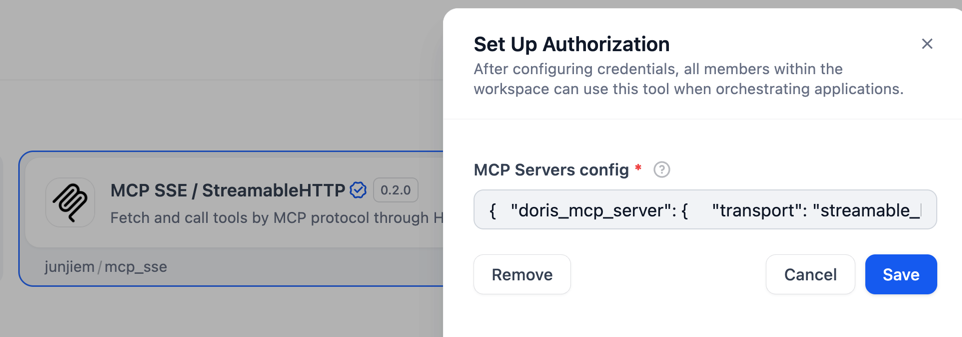 Set Up Authorization
After configuring credentials, all members within the
workspace can use this tool when orchestrating applications.
MCP Servers config * ?
{ "doris_mcp_server": { "transport": "streamable_
Remove
Cancel
Save
MCP SSE / StreamableHTTP 0.2.0
Fetch and call tools by MCP protocol through H
junjiem / mcp_sse